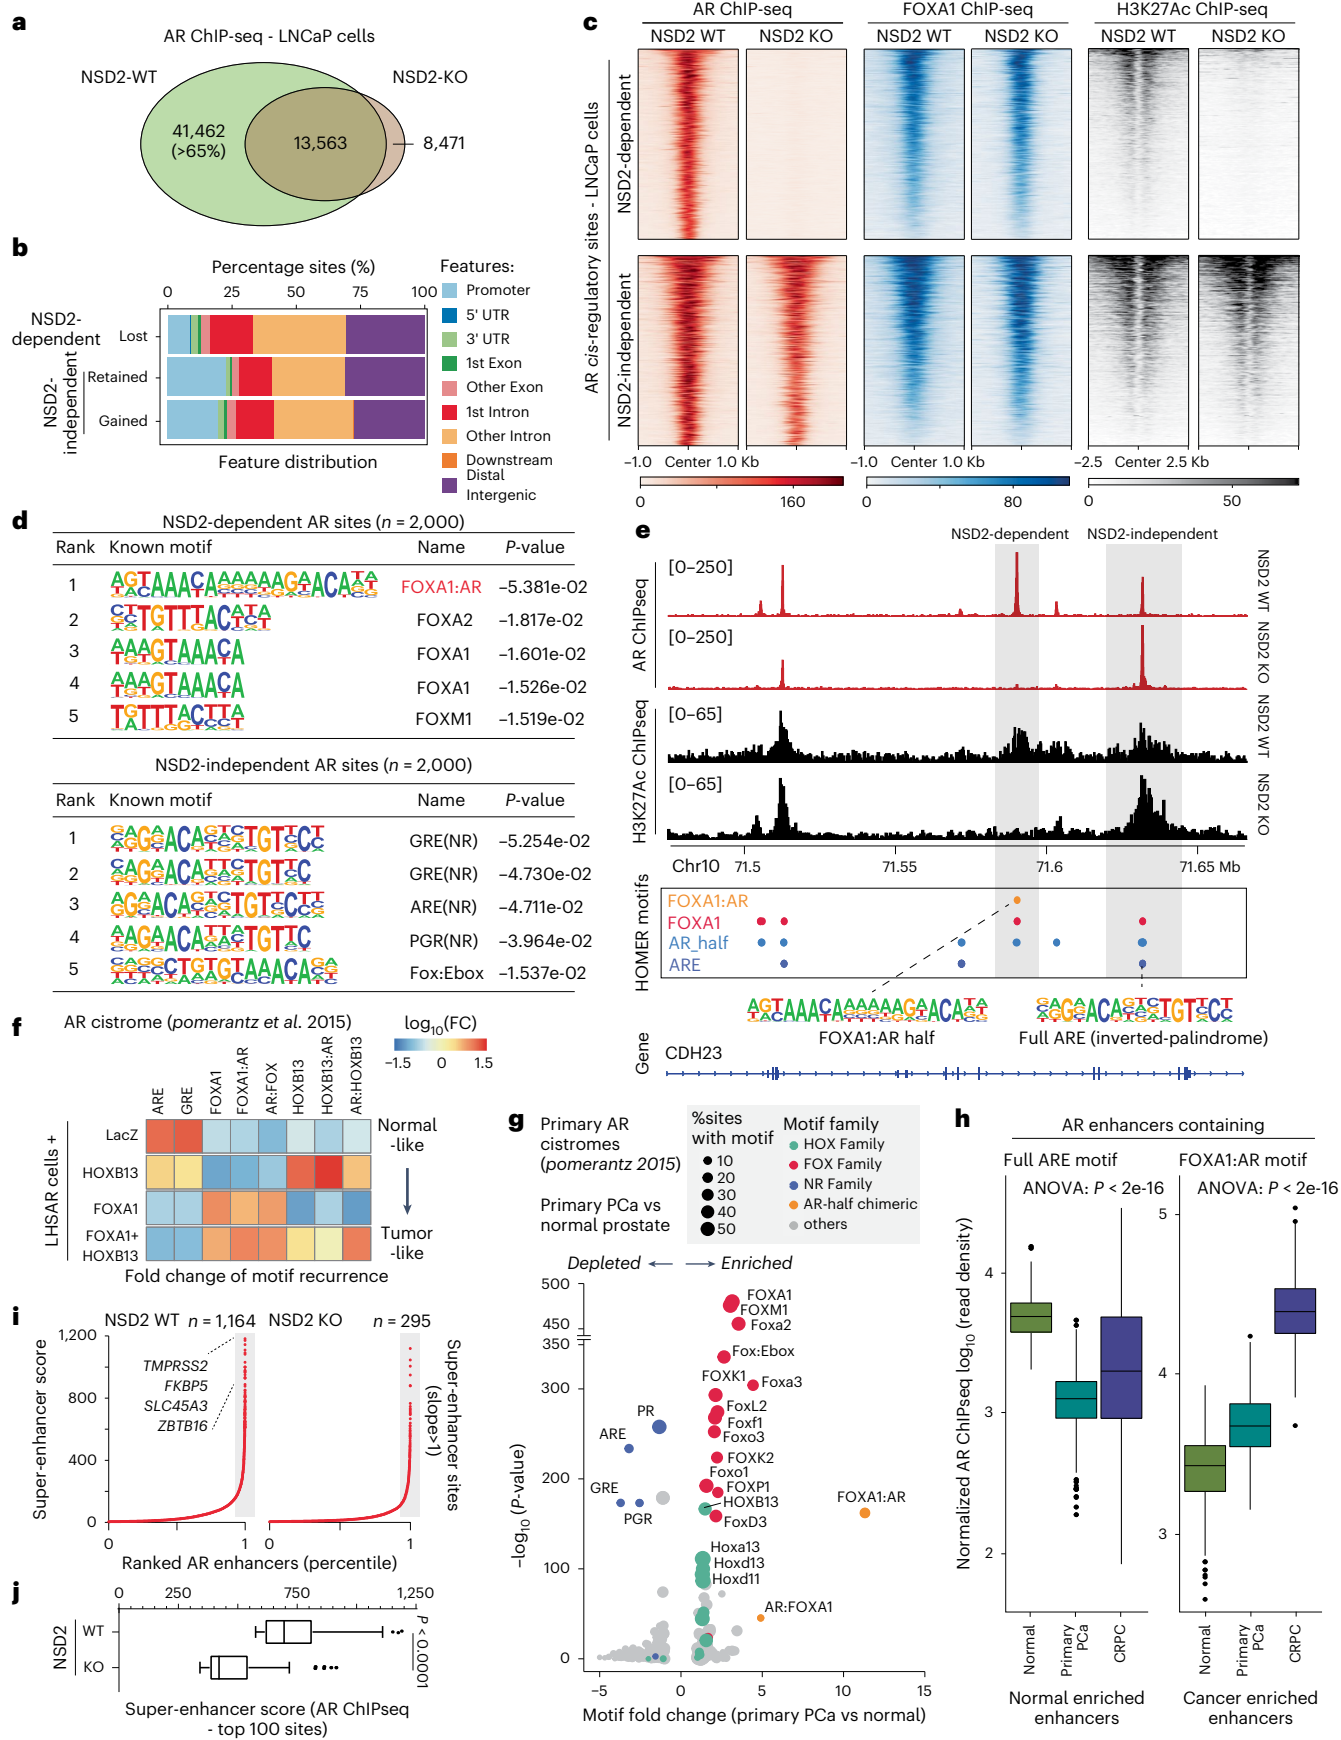 a
AR ChIP-seq - LNCaP cells
NSD2-WT
NSD2-KO
41,462
(>65%)
13,563
8,471
b
Percentage sites (%)
0 25 50 75 100
NSD2-
dependent
Lost
NSD2-
independent
Retained
Gained
Feature distribution
Features:
Promoter
5' UTR
3' UTR
1st Exon
Other Exon
1st Intron
Other Intron
Downstream
Distal
Intergenic
c
AR ChIP-seq
FOXA1 ChIP-seq
H3K27Ac ChIP-seq
NSD2 WT NSD2 KO
NSD2 WT NSD2 KO
NSD2 WT NSD2 KO
AR cis-regulatory sites - LNCaP cells
NSD2-dependent
NSD2-independent
−1.0 Center 1.0 Kb
−1.0 Center 1.0 Kb
−2.5 Center 2.5 Kb
0 160
0 80
0 50
d
NSD2-dependent AR sites (n = 2,000)
Rank Known motif Name P-value
1 FOXA1:AR −5.381e-02
2 FOXA2 −1.817e-02
3 FOXA1 −1.601e-02
4 FOXA1 −1.526e-02
5 FOXM1 −1.519e-02
NSD2-independent AR sites (n = 2,000)
Rank Known motif Name P-value
1 GRE(NR) −5.254e-02
2 GRE(NR) −4.730e-02
3 ARE(NR) −4.711e-02
4 PGR(NR) −3.964e-02
5 Fox:Ebox −1.537e-02
e
NSD2-dependent
NSD2-independent
AR ChIPseq
[0–250]
NSD2 WT
[0–250]
NSD2 KO
H3K27Ac ChIPseq
[0–65]
NSD2 WT
[0–65]
NSD2 KO
Chr10 71.5 71.55 71.6 71.65 Mb
HOMER motifs
FOXA1:AR
FOXA1
AR_half
ARE
FOXA1:AR half
Full ARE (inverted-palindrome)
Gene
CDH23
f
AR cistrome (pomerantz et al. 2015)
log10(FC)
−1.5 0 1.5
ARE
GRE
FOXA1
FOXA1:AR
AR:FOX
HOXB13
HOXB13:AR
AR:HOXB13
LHSAR cells +
LacZ
HOXB13
FOXA1
FOXA1+
HOXB13
Normal
-like
Tumor
-like
Fold change of motif recurrence
g
Primary AR
cistromes
(pomerantz 2015)
Primary PCa vs
normal prostate
%sites
with motif
10
20
30
40
50
Motif family
HOX Family
FOX Family
NR Family
AR-half chimeric
others
Depleted
Enriched
−log10 (P-value)
500
450
350
300
200
100
50
0
FOXA1
FOXM1
Foxa2
Fox:Ebox
FOXK1
Foxa3
FoxL2
Foxf1
Foxo3
FOXK2
Foxo1
FOXP1
HOXB13
FoxD3
Hoxa13
Hoxd13
Hoxd11
PR
ARE
GRE
PGR
FOXA1:AR
AR:FOXA1
−5 0 5 10 15
Motif fold change (primary PCa vs normal)
h
AR enhancers containing
Full ARE motif
FOXA1:AR motif
ANOVA: P < 2e-16
ANOVA: P < 2e-16
Normalized AR ChIPseq log10 (read density)
4
3
2
5
4
3
Normal
Primary
PCa
CRPC
Normal
Primary
PCa
CRPC
Normal enriched
enhancers
Cancer enriched
enhancers
i
NSD2 WT n = 1,164
NSD2 KO n = 295
Super-enhancer score
1,200
800
400
0
TMPRSS2
FKBP5
SLC45A3
ZBTB16
Super-enhancer sites
(slope>1)
0 1
0 1
Ranked AR enhancers (percentile)
j
0 250 750 1,250
NSD2
WT
KO
P < 0.0001
Super-enhancer score (AR ChIPseq
- top 100 sites)